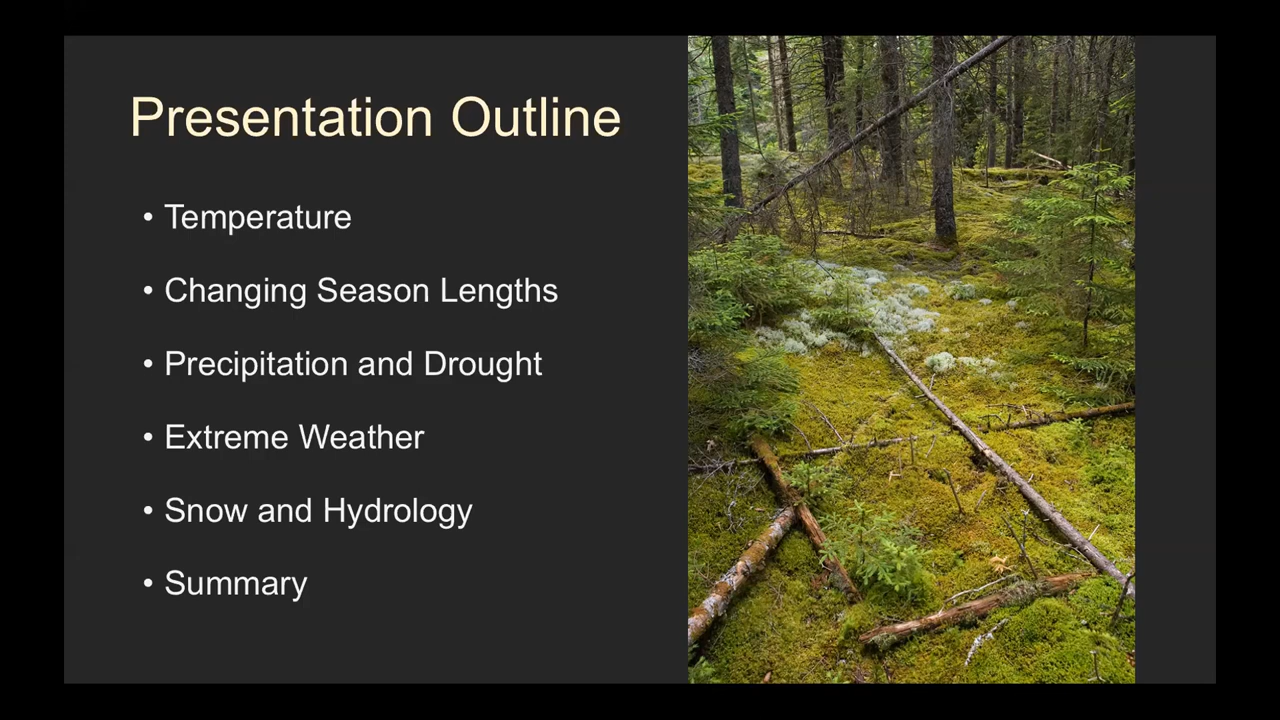 Presentation Outline
• Temperature
• Changing Season Lengths
• Precipitation and Drought
• Extreme Weather
• Snow and Hydrology
• Summary